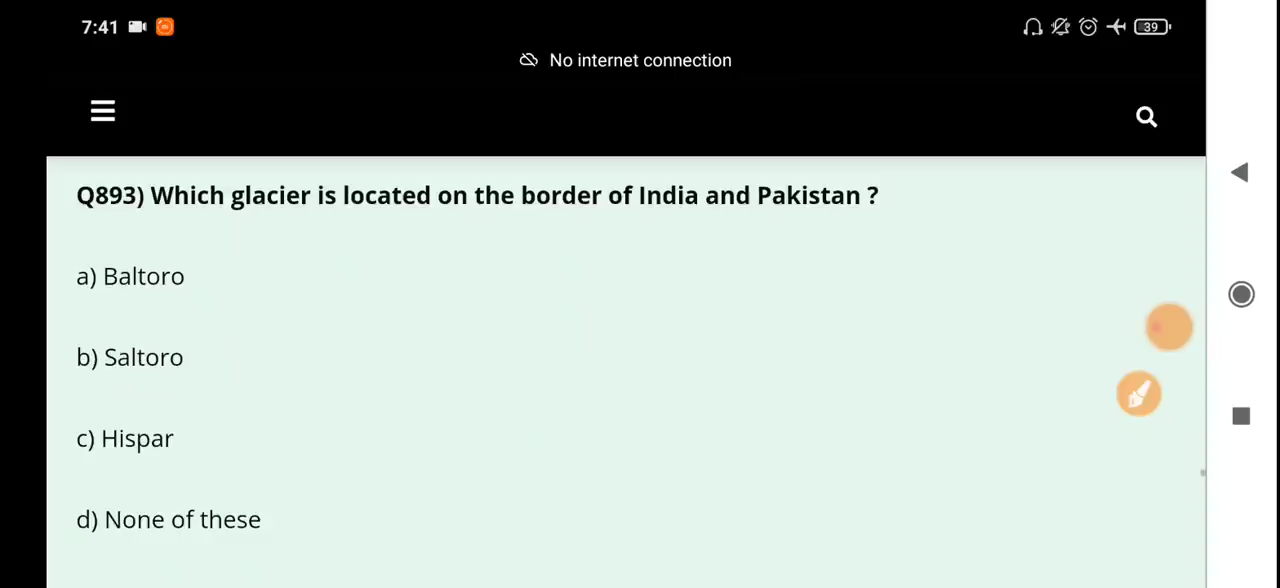 7:41
39
No internet connection
Q893) Which glacier is located on the border of India and Pakistan ?
a) Baltoro
b) Saltoro
c) Hispar
d) None of these